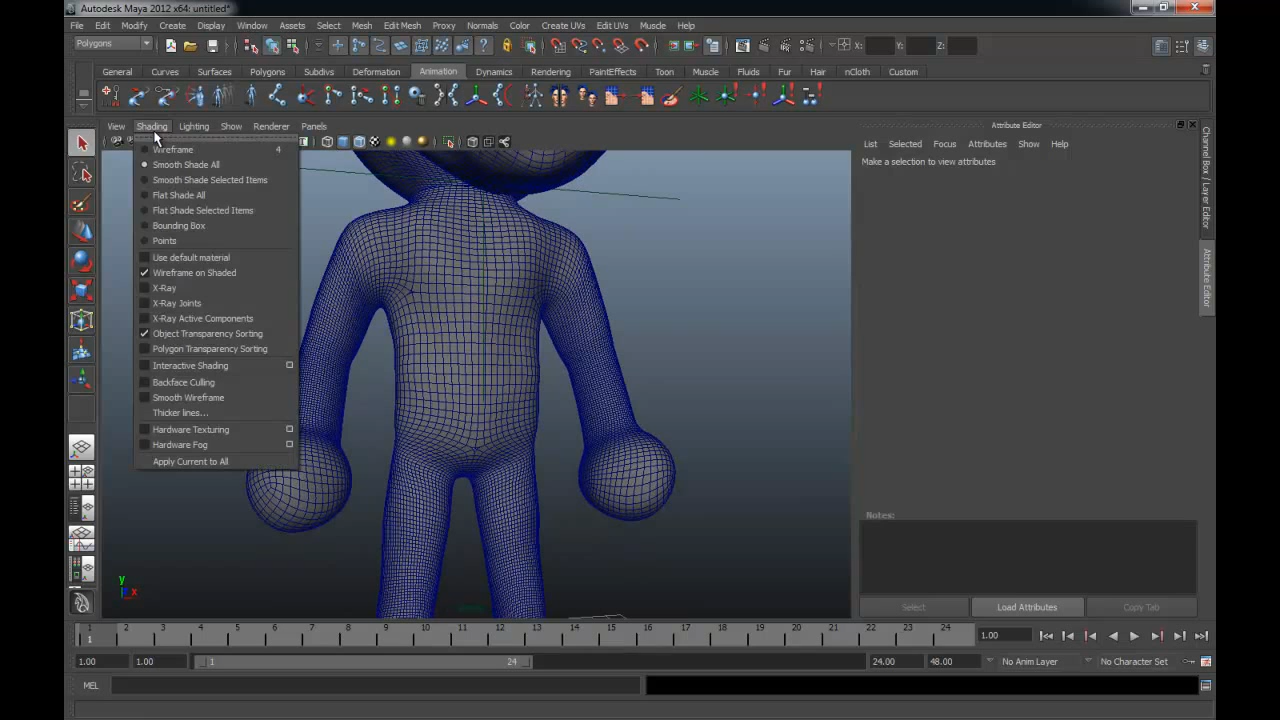 Autodesk Maya 2012 x64: untitled*
File Edit Modify Create Display Window Assets Select Mesh Edit Mesh Proxy Normals Color Create UVs Edit UVs Muscle Help
Polygons X: Y: Z:
General Curves Surfaces Polygons Subdivs Deformation Animation Dynamics Rendering PaintEffects Toon Muscle Fluids Fur Hair nCloth Custom
View Shading Lighting Show Renderer Panels
Attribute Editor
List Selected Focus Attributes Show Help
Make a selection to view attributes
Wireframe 4
Smooth Shade All
Smooth Shade Selected Items
Flat Shade All
Flat Shade Selected Items
Bounding Box
Points
Use default material
Wireframe on Shaded
X-Ray
X-Ray Joints
X-Ray Active Components
Object Transparency Sorting
Polygon Transparency Sorting
Interactive Shading
Backface Culling
Smooth Wireframe
Thicker lines...
Hardware Texturing
Hardware Fog
Apply Current to All
Channel Box / Layer Editor
Attribute Editor
y
x
Notes:
Select Load Attributes Copy Tab
1 2 3 4 5 6 7 8 9 10 11 12 13 14 15 16 17 18 19 20 21 22 23 24
1 1.00
1.00 1.00 1 24 24.00 48.00 No Anim Layer No Character Set
MEL